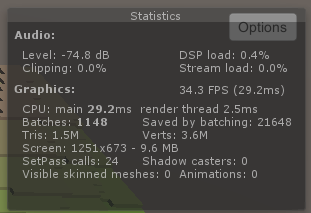 Statistics
Options
Audio:
Level: -74.8 dB DSP load: 0.4%
Clipping: 0.0% Stream load: 0.0%
Graphics: 34.3 FPS (29.2ms)
CPU: main 29.2ms render thread 2.5ms
Batches: 1148 Saved by batching: 21648
Tris: 1.5M Verts: 3.6M
Screen: 1251x673 - 9.6 MB
SetPass calls: 24 Shadow casters: 0
Visible skinned meshes: 0 Animations: 0